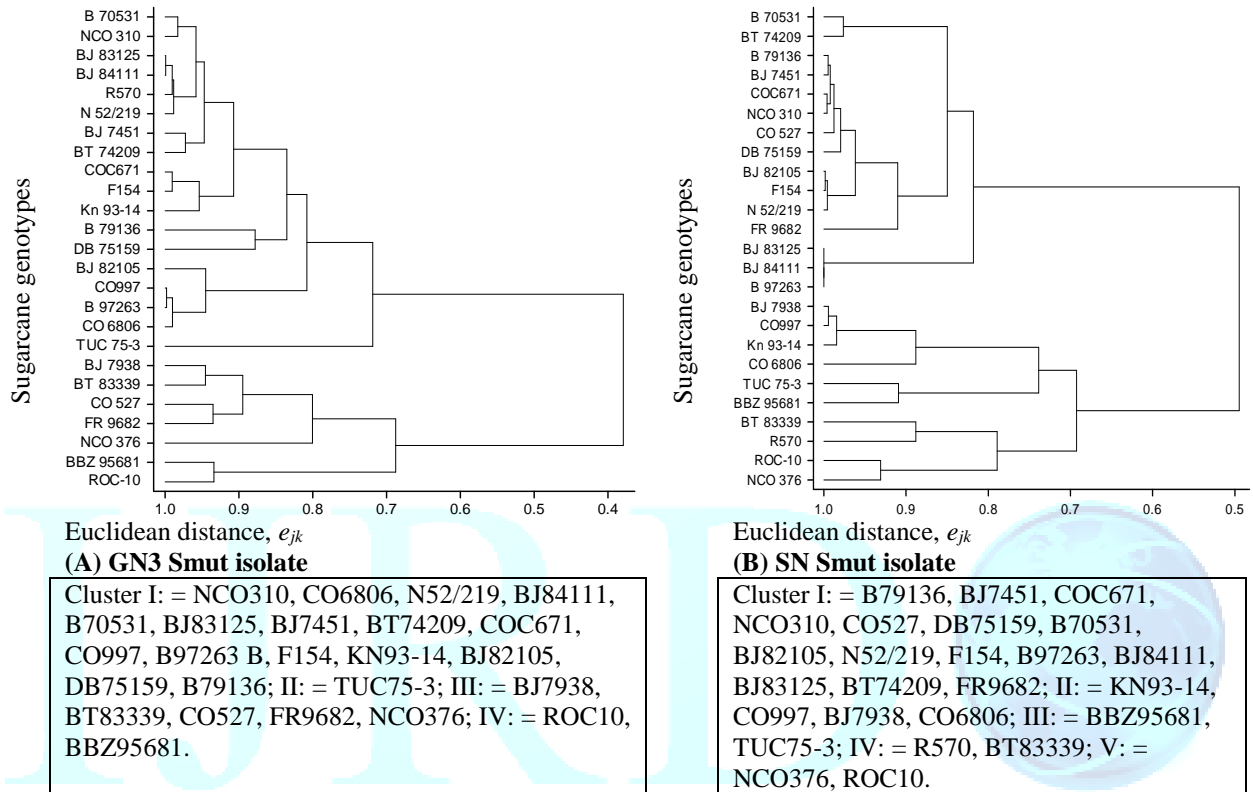 B 70531
NCO 310
BJ 83125
BJ 84111
R570
N 52/219
BJ 7451
BT 74209
COC671
F154
Kn 93-14
B 79136
DB 75159
BJ 82105
CO997
B 97263
CO 6806
TUC 75-3
BJ 7938
BT 83339
CO 527
FR 9682
NCO 376
BBZ 95681
ROC-10
Sugarcane genotypes
1.0 0.9 0.8 0.7 0.6 0.5 0.4
Euclidean distance, ejk
(A) GN3 Smut isolate
Cluster I: = NCO310, CO6806, N52/219, BJ84111,
B70531, BJ83125, BJ7451, BT74209, COC671,
CO997, B97263 B, F154, KN93-14, BJ82105,
DB75159, B79136; II: = TUC75-3; III: = BJ7938,
BT83339, CO527, FR9682, NCO376; IV: = ROC10,
BBZ95681.
B 70531
BT 74209
B 79136
BJ 7451
COC671
NCO 310
CO 527
DB 75159
BJ 82105
F154
N 52/219
FR 9682
BJ 83125
BJ 84111
B 97263
BJ 7938
CO997
Kn 93-14
CO 6806
TUC 75-3
BBZ 95681
BT 83339
R570
ROC-10
NCO 376
Sugarcane genotypes
1.0 0.9 0.8 0.7 0.6 0.5
Euclidean distance, ejk
(B) SN Smut isolate
Cluster I: = B79136, BJ7451, COC671,
NCO310, CO527, DB75159, B70531,
BJ82105, N52/219, F154, B97263, BJ84111,
BJ83125, BT74209, FR9682; II: = KN93-14,
CO997, BJ7938, CO6806; III: = BBZ95681,
TUC75-3; IV: = R570, BT83339; V: =
NCO376, ROC10.
IJRD